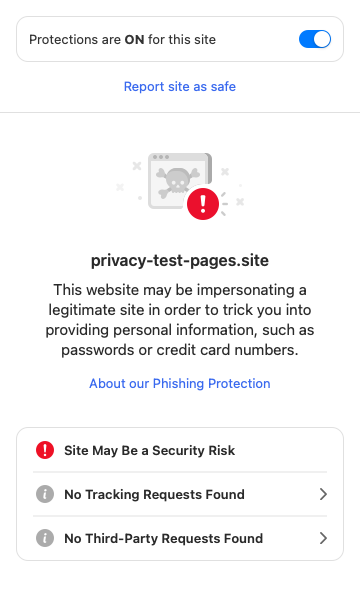 Protections are ON for this site
Report site as safe
privacy-test-pages.site
This website may be impersonating a
legitimate site in order to trick you into
providing personal information, such as
passwords or credit card numbers.
About our Phishing Protection
Site May Be a Security Risk
No Tracking Requests Found
No Third-Party Requests Found